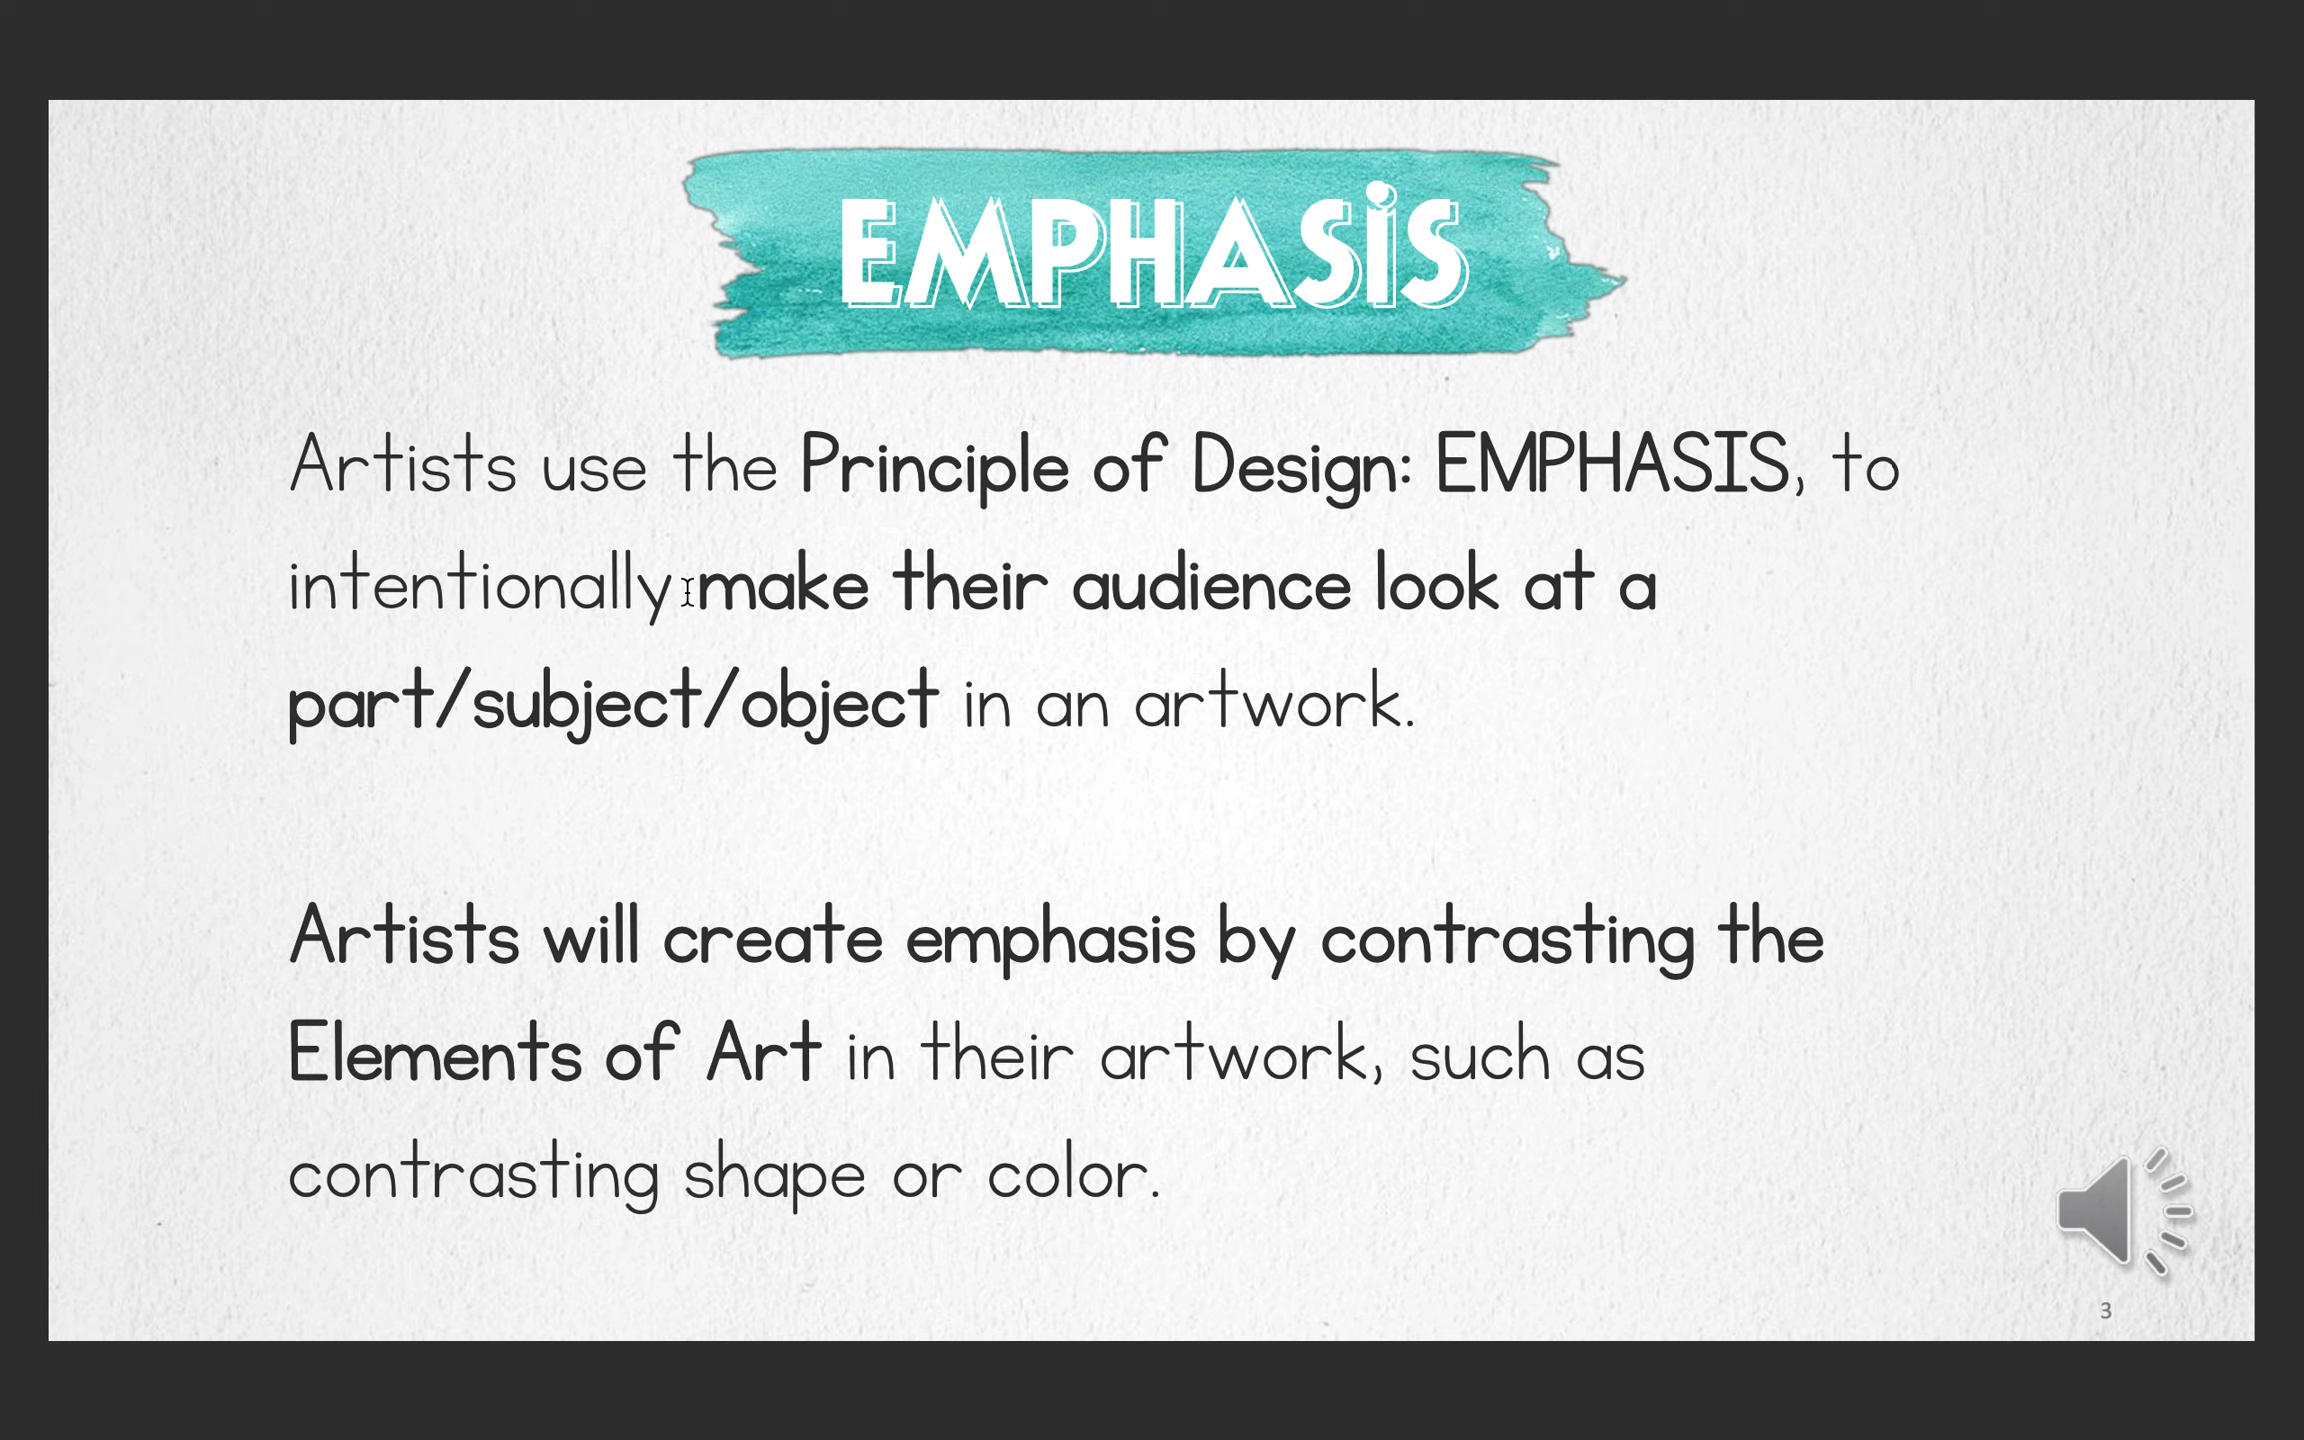 EMPHASiS
Artists use the Principle of Design: EMPHASIS, to
intentionally make their audience look at a
part/subject/object in an artwork.
Artists will create emphasis by contrasting the
Elements of Art in their artwork, such as
contrasting shape or color.
3